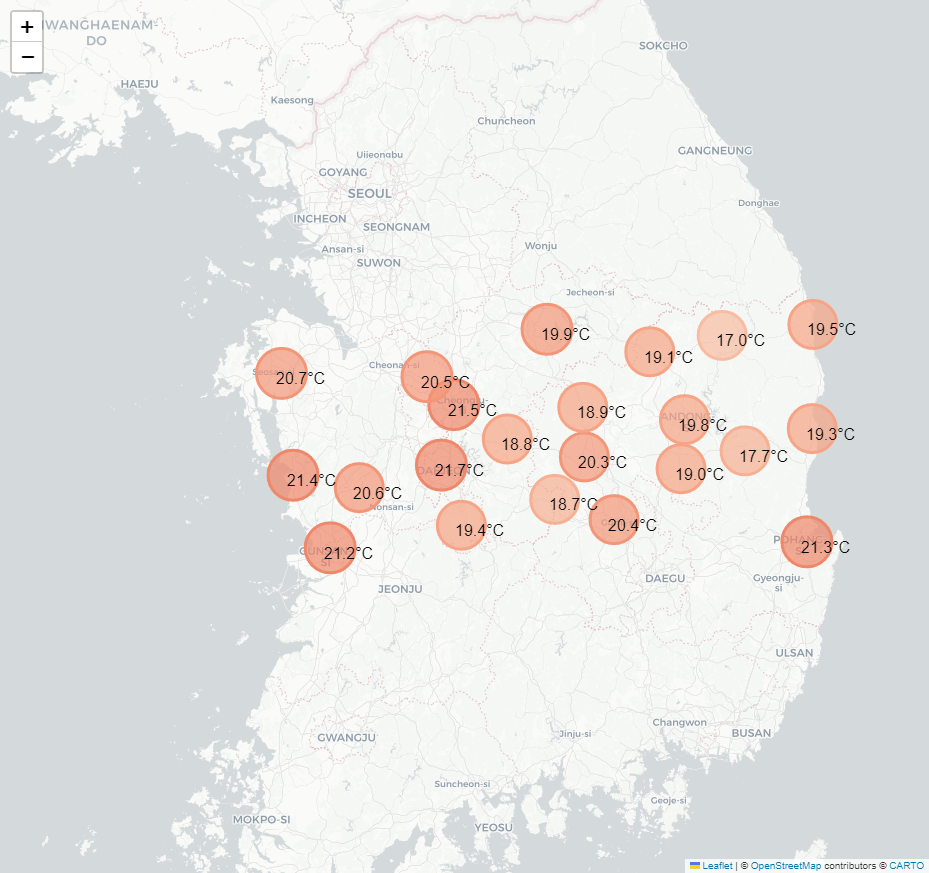 +
−
HWANGHAENAM-
DO
SOKCHO
HAEJU
Kaesong
Chuncheon
GANGNEUNG
Uijeongbu
GOYANG
SEOUL
Donghae
INCHEON
SEONGNAM
Ansan-si
Wonju
SUWON
Jecheon-si
19.9°C
19.5°C
17.0°C
19.1°C
Cheonan-si
20.7°C
20.5°C
21.5°C
18.9°C
ANDONG
19.8°C
19.3°C
18.8°C
17.7°C
20.3°C
21.7°C
19.0°C
21.4°C
20.6°C
Nonsan-si
18.7°C
20.4°C
19.4°C
POHANG-
SI
21.3°C
21.2°C
SI
DAEGU
Gyeongju-
si
JEONJU
ULSAN
Changwon
BUSAN
Jinju-si
GWANGJU
Suncheon-si
Geoje-si
MOKPO-SI
YEOSU
Leaflet | © OpenStreetMap contributors © CARTO